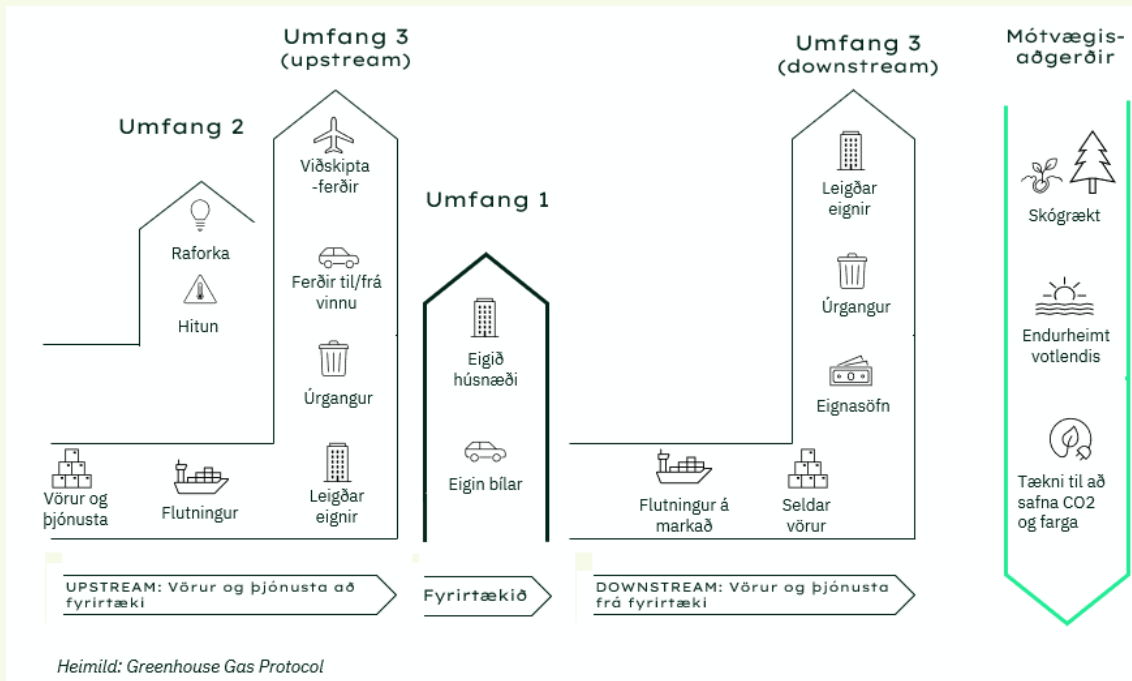 Umfang 2
Raforka
Hitun
Umfang 3
(upstream)
Viðskipta
-ferðir
Ferðir til/frá
vinnu
Úrgangur
Leigðar
eignir
Vörur og
þjónusta
Flutningur
Umfang 1
Eigið
húsnæði
Eigin bílar
Umfang 3
(downstream)
Leigðar
eignir
Úrgangur
Eignasöfn
Flutningur á
markað
Seldar
vörur
Mótvægis-
aðgerðir
Skógrækt
Endurheimt
votlendis
Tækni til að
safna CO2
og farga
UPSTREAM: Vörur og þjónusta að
fyrirtæki
Fyrirtækið
DOWNSTREAM: Vörur og þjónusta
frá fyrirtæki
Heimild: Greenhouse Gas Protocol